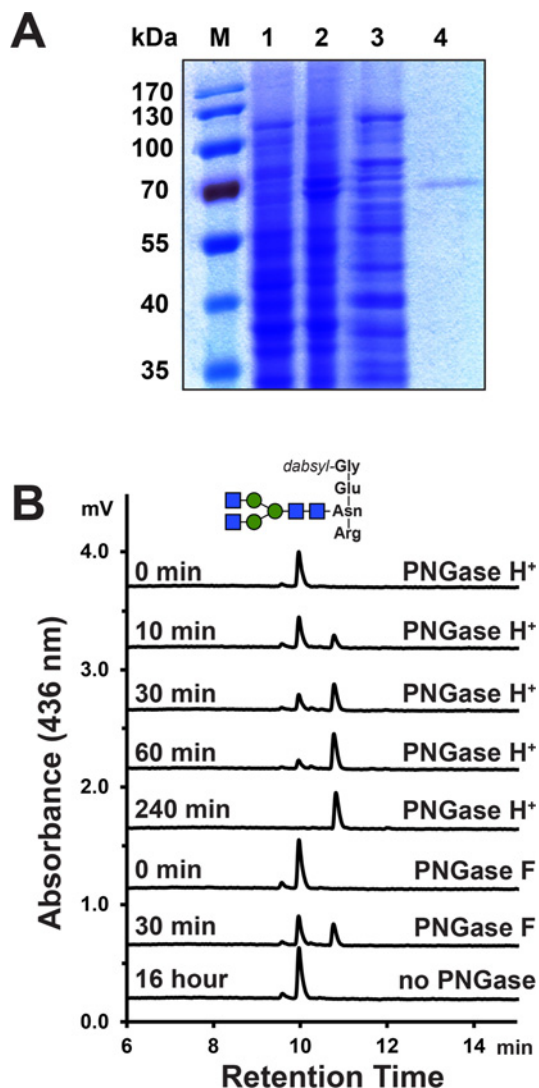 A
kDa M 1 2 3 4
170
130
100
70
55
40
35
B
dabsyl-Gly
Glu
Asn
Arg
mV
4.0
0 min PNGase H+
10 min PNGase H+
3.0
30 min PNGase H+
60 min PNGase H+
2.0
240 min PNGase H+
0 min PNGase F
1.0
30 min PNGase F
16 hour no PNGase
0.0
6 8 10 12 14 min
Retention Time
Absorbance (436 nm)